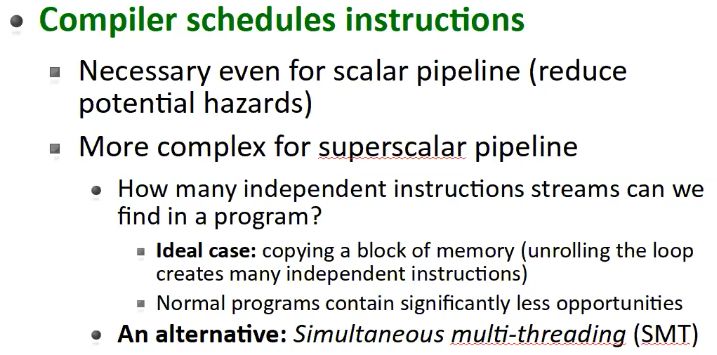 Compiler schedules instructions
Necessary even for scalar pipeline (reduce
potential hazards)
More complex for superscalar pipeline
How many independent instructions streams can we
find in a program?
Ideal case: copying a block of memory (unrolling the loop
creates many independent instructions)
Normal programs contain significantly less opportunities
An alternative: Simultaneous multi-threading (SMT)